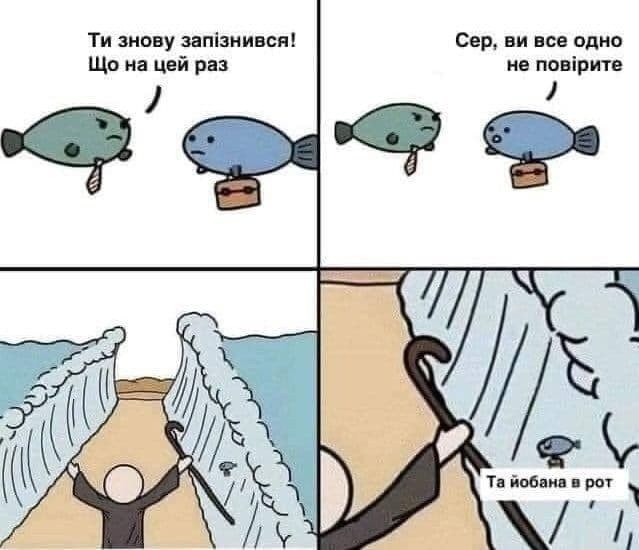 Ти знову запізнився!
Що на цей раз
Сер, ви все одно
не повірите
Та йобана в рот